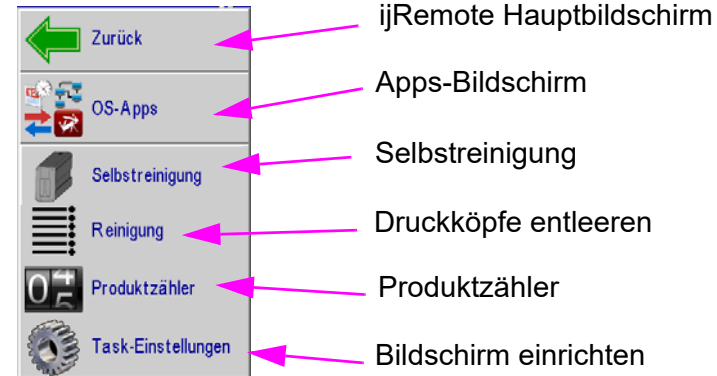 ijRemote Hauptbildschirm
Zurück
Apps-Bildschirm
OS-Apps
Selbstreinigung
Selbstreinigung
Druckköpfe entleeren
Reinigung
Produktzähler
Produktzähler
Task-Einstellungen
Bildschirm einrichten